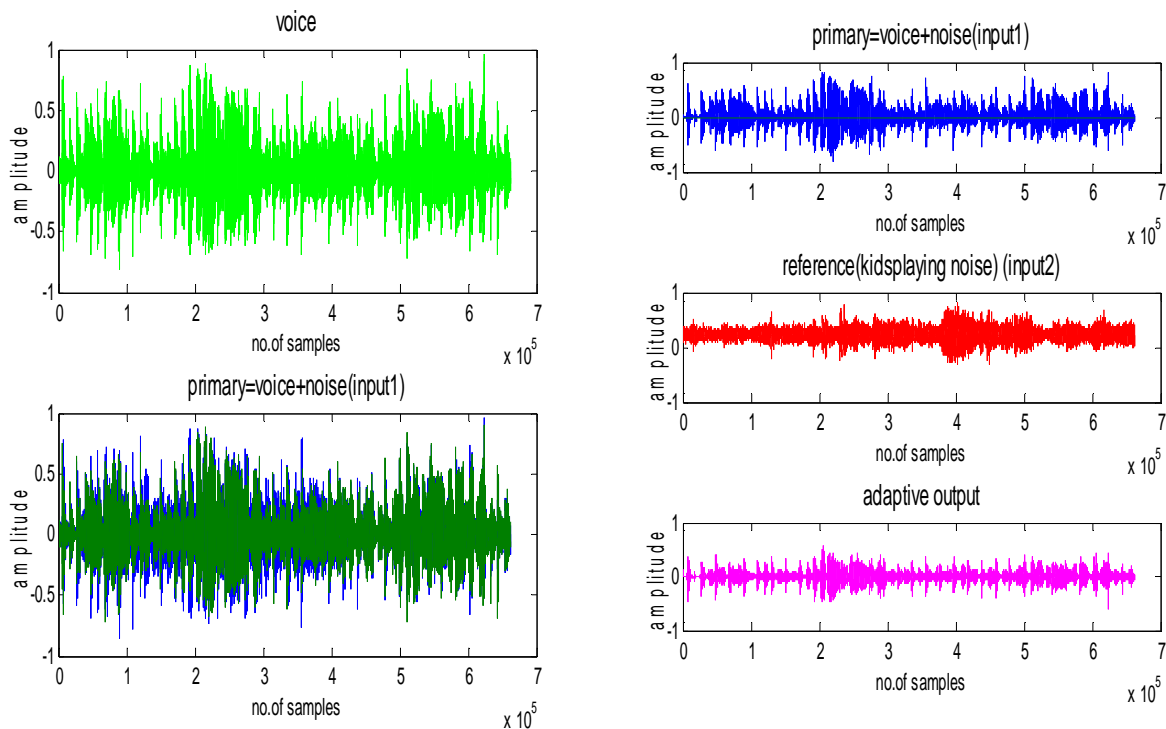 voice
1
0.5
0
-0.5
-1
a m p l i t u d e
0 1 2 3 4 5 6 7
no.of samples
x 10^5
primary=voice+noise(input1)
1
0.5
0
-0.5
-1
a m p l i t u d e
0 1 2 3 4 5 6 7
no.of samples
x 10^5
primary=voice+noise(input1)
1
0
-1
a m p l i t u d e
0 1 2 3 4 5 6 7
no.of samples
x 10^5
reference(kidsplaying noise) (input2)
1
0
-1
a m p l i t u d e
0 1 2 3 4 5 6 7
no.of samples
x 10^5
adaptive output
1
0
-1
a m p l i t u d e
0 1 2 3 4 5 6 7
no.of samples
x 10^5